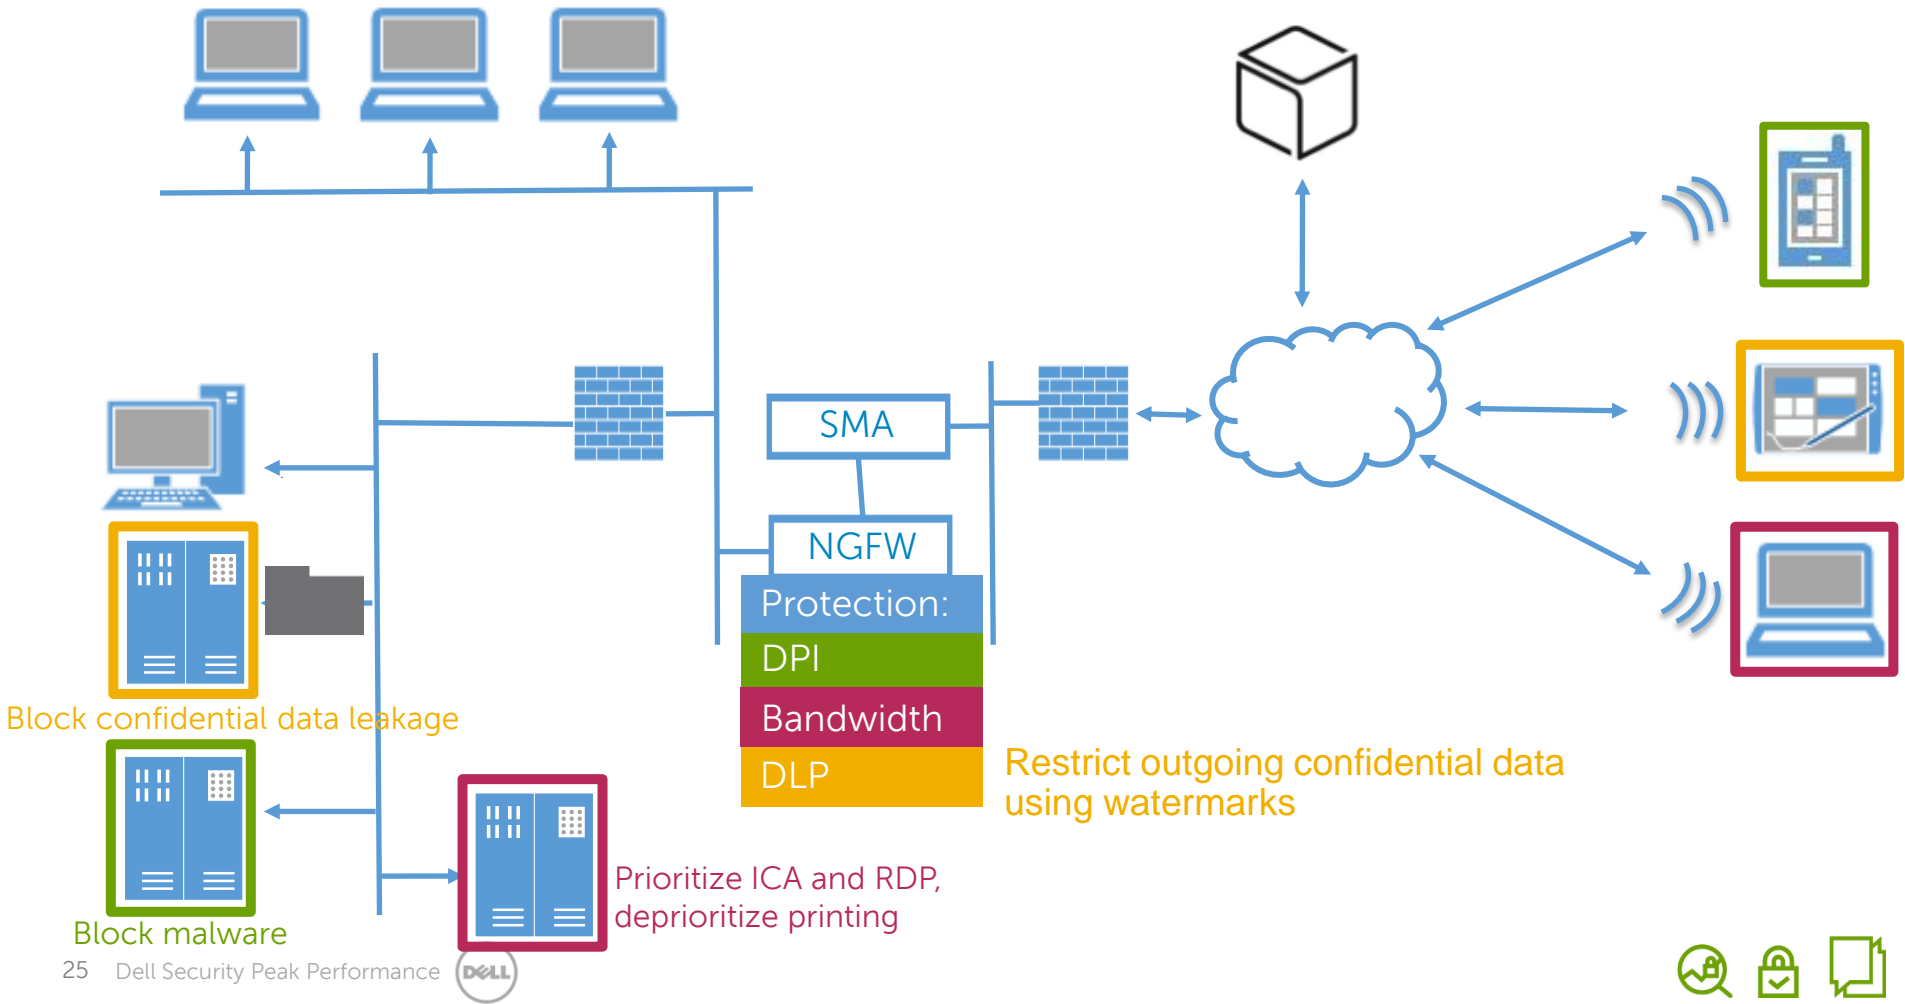 SMA
NGFW
Protection:
DPI
Bandwidth
DLP
Block confidential data leakage
Restrict outgoing confidential data
using watermarks
Prioritize ICA and RDP,
deprioritize printing
Block malware
25 Dell Security Peak Performance
DELL